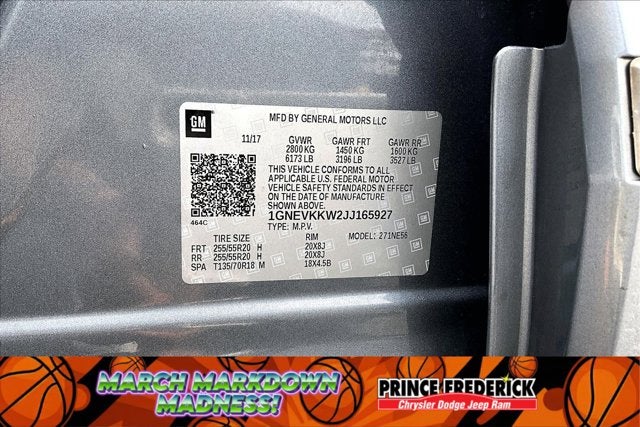 GM
MFD BY GENERAL MOTORS LLC
11/17 GVWR GAWR FRT GAWR RR
2800 KG 1450 KG 1600 KG
6173 LB 3196 LB 3527 LB
THIS VEHICLE CONFORMS TO ALL
APPLICABLE U.S. FEDERAL MOTOR
VEHICLE SAFETY STANDARDS IN EFFECT
ON THE DATE OF MANUFACTURE
SHOWN ABOVE.
464C
1GNEVKKW2JJ165927
TYPE: M.P.V. MODEL: 271NE56
TIRE SIZE RIM
FRT 255/55R20 H 20X8J
RR 255/55R20 H 20X8J
SPA T135/70R18 M 18X4.5B
MARCH MARKDOWN
MADNESS!
PRINCE FREDERICK
Chrysler Dodge Jeep Ram